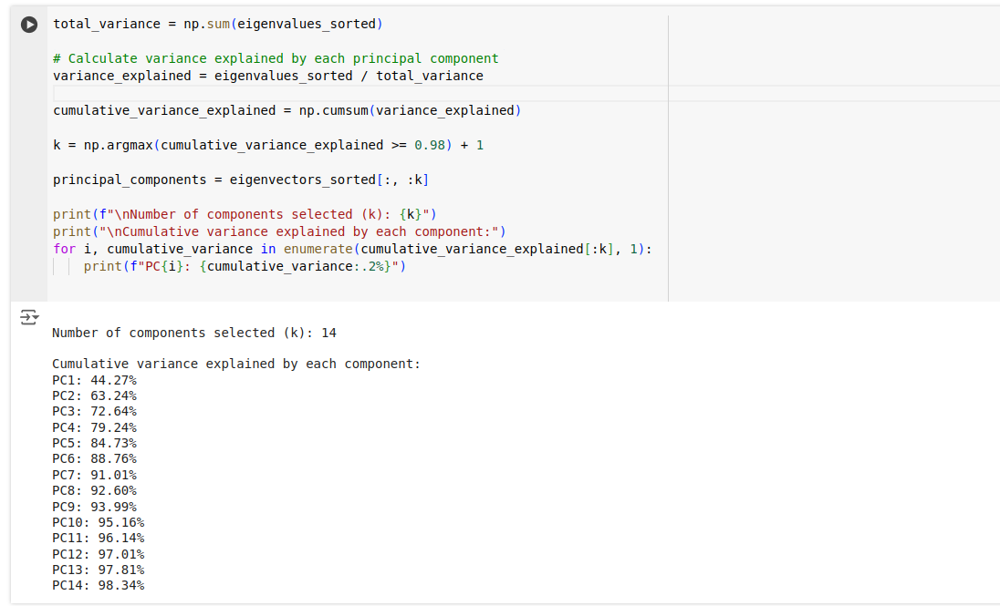 total_variance = np.sum(eigenvalues_sorted)
# Calculate variance explained by each principal component
variance_explained = eigenvalues_sorted / total_variance
cumulative_variance_explained = np.cumsum(variance_explained)
k = np.argmax(cumulative_variance_explained >= 0.98) + 1
principal_components = eigenvectors_sorted[:, :k]
print(f"\nNumber of components selected (k): {k}")
print("\nCumulative variance explained by each component:")
for i, cumulative_variance in enumerate(cumulative_variance_explained[:k], 1):
    print(f"PC{i}: {cumulative_variance:.2%}")
Number of components selected (k): 14
Cumulative variance explained by each component:
PC1: 44.27%
PC2: 63.24%
PC3: 72.64%
PC4: 79.24%
PC5: 84.73%
PC6: 88.76%
PC7: 91.01%
PC8: 92.60%
PC9: 93.99%
PC10: 95.16%
PC11: 96.14%
PC12: 97.01%
PC13: 97.81%
PC14: 98.34%